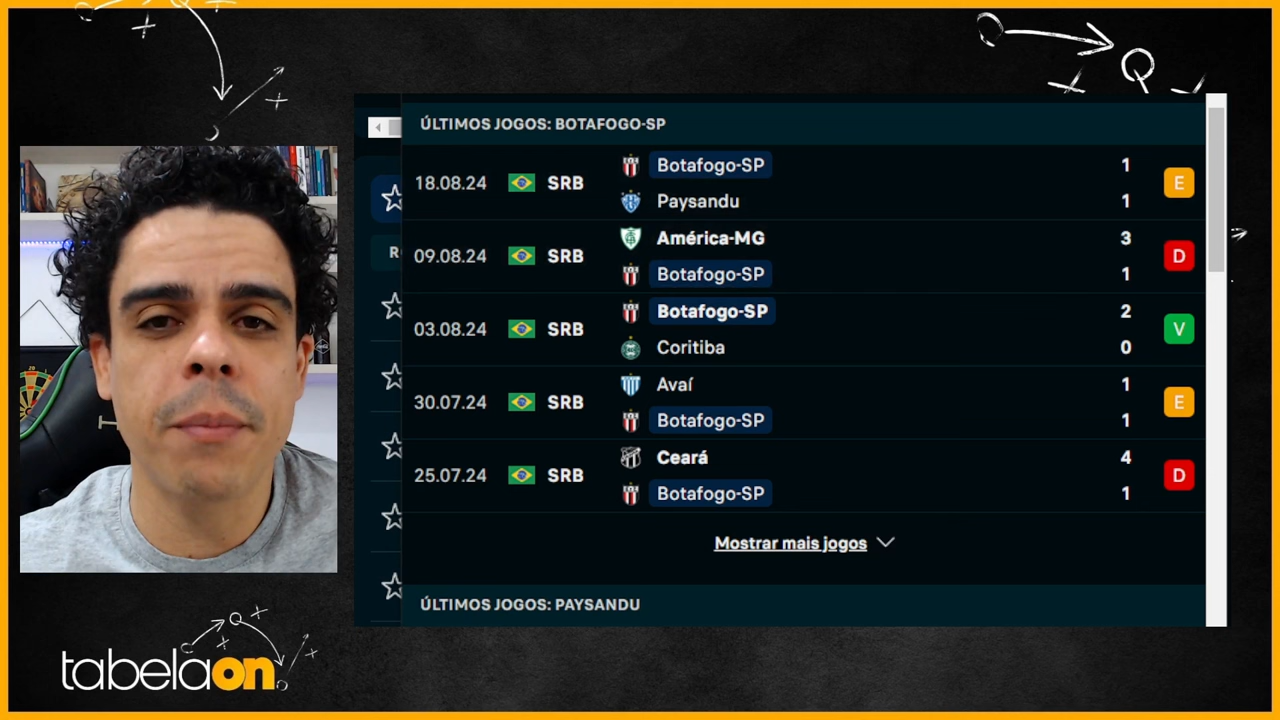 ÚLTIMOS JOGOS: BOTAFOGO-SP
18.08.24 SRB Botafogo-SP 1 E
Paysandu 1
09.08.24 SRB América-MG 3 D
Botafogo-SP 1
03.08.24 SRB Botafogo-SP 2 V
Coritiba 0
30.07.24 SRB Avaí 1 E
Botafogo-SP 1
25.07.24 SRB Ceará 4 D
Botafogo-SP 1
Mostrar mais jogos
ÚLTIMOS JOGOS: PAYSANDU
tabelaon